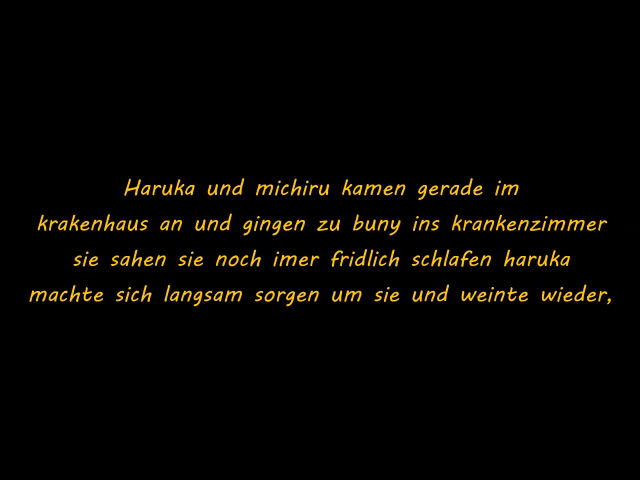 Haruka und michiru kamen gerade im
krakenhaus an und gingen zu buny ins krankenzimmer
sie sahen sie noch imer fridlich schlafen haruka
machte sich langsam sorgen um sie und weinte wieder,